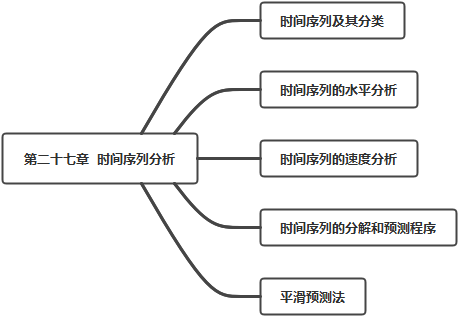 时间序列及其分类
时间序列的水平分析
第二十七章 时间序列分析
时间序列的速度分析
时间序列的分解和预测程序
平滑预测法